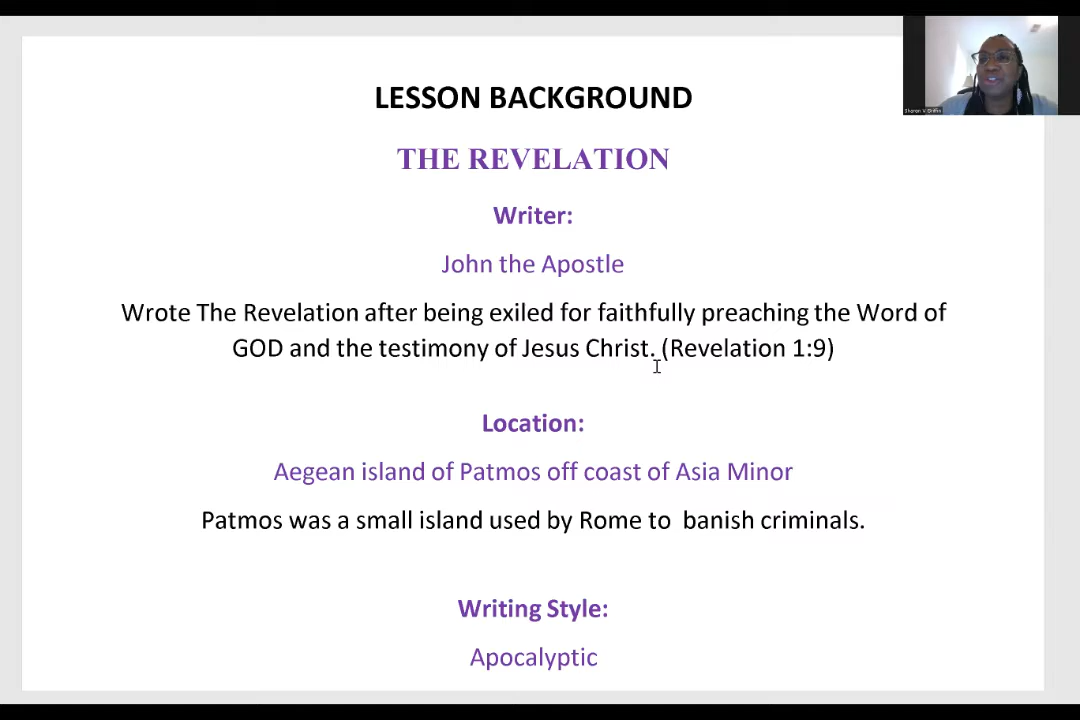 LESSON BACKGROUND
THE REVELATION
Writer:
John the Apostle
Wrote The Revelation after being exiled for faithfully preaching the Word of
GOD and the testimony of Jesus Christ. (Revelation 1:9)
Location:
Aegean island of Patmos off coast of Asia Minor
Patmos was a small island used by Rome to  banish criminals.
Writing Style:
Apocalyptic
Sharon V Griffin